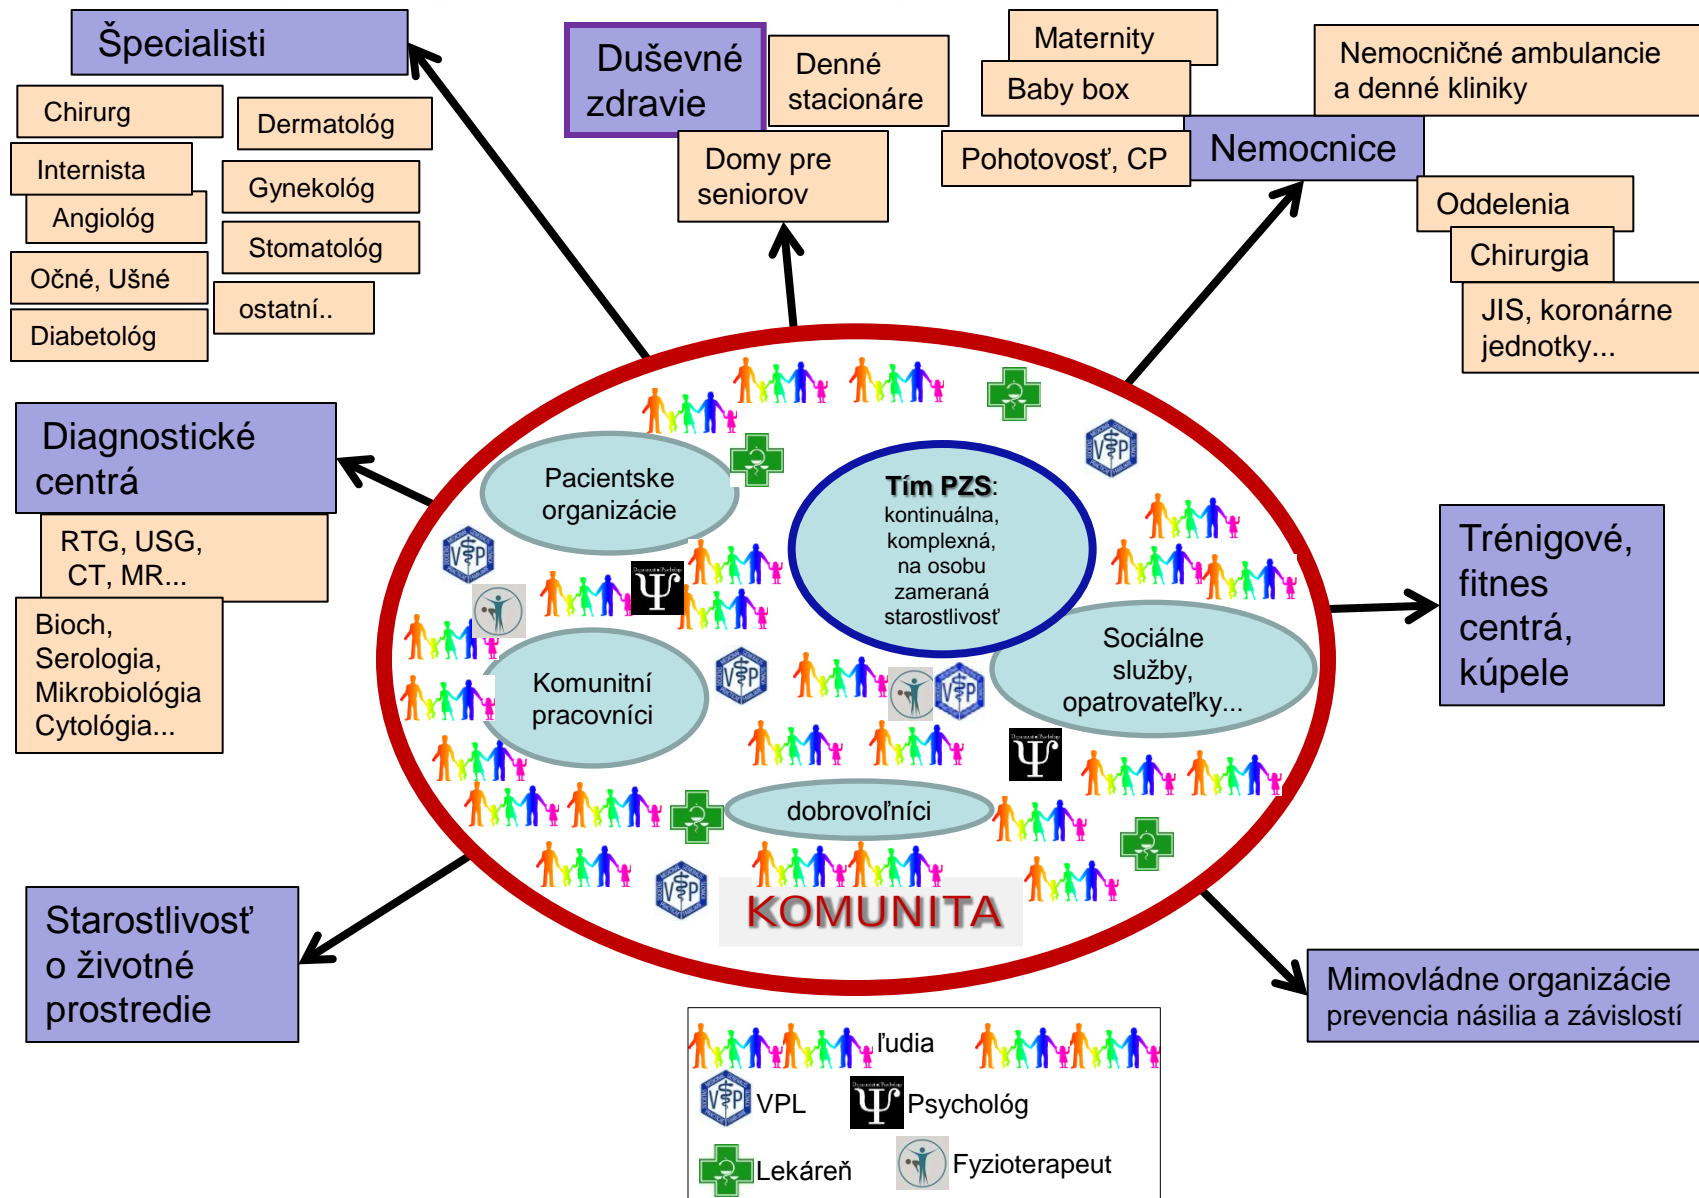 Špecialisti
Chirurg
Dermatológ
Internista
Gynekológ
Angiológ
Stomatológ
Očné, Ušné
ostatní..
Diabetológ
Duševné
zdravie
Denné
stacionáre
Domy pre
seniorov
Maternity
Baby box
Pohotovosť, CP
Nemocnice
Nemocničné ambulancie
a denné kliniky
Oddelenia
Chirurgia
JIS, koronárne
jednotky...
Diagnostické
centrá
RTG, USG,
CT, MR...
Bioch,
Serologia,
Mikrobiológia
Cytológia...
Pacientske
organizácie
Tím PZS:
kontinuálna,
komplexná,
na osobu
zameraná
starostlivosť
Komunitní
pracovníci
Sociálne
služby,
opatrovateľky...
dobrovoľníci
KOMUNITA
Trénigové,
fitnes
centrá,
kúpele
Starostlivosť
o životné
prostredie
Mimovládne organizácie
prevencia násilia a závislostí
ľudia
VPL
Psychológ
Lekáreň
Fyzioterapeut